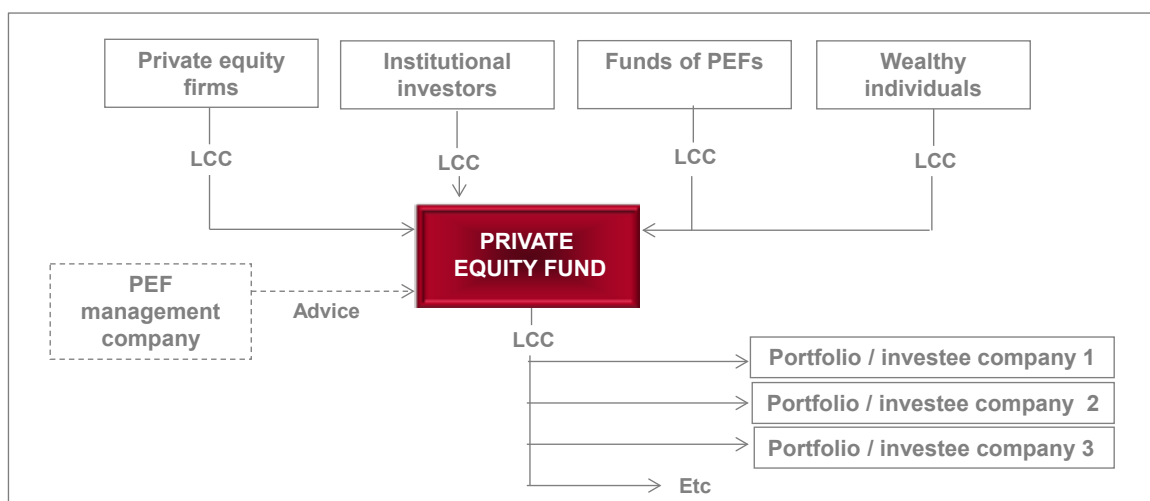 Private equity
firms
Institutional
investors
Funds of PEFs
Wealthy
individuals
LCC
LCC
LCC
LCC
PRIVATE
EQUITY FUND
PEF
management
company
Advice
LCC
Portfolio / investee company 1
Portfolio / investee company 2
Portfolio / investee company 3
Etc